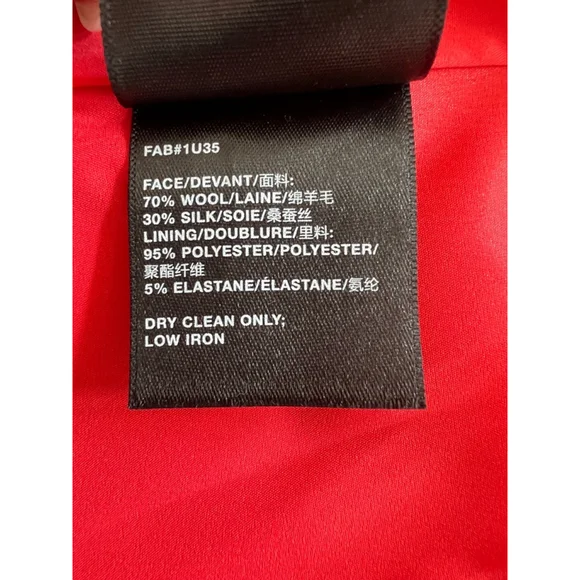 FAB#1U35
FACE/DEVANT/面料:
70% WOOL/LAINE/绵羊毛
30% SILK/SOIE/桑蚕丝
LINING/DOUBLURE/里料:
95% POLYESTER/POLYESTER/
聚酯纤维
5% ELASTANE/ÉLASTANE/氨纶
DRY CLEAN ONLY;
LOW IRON